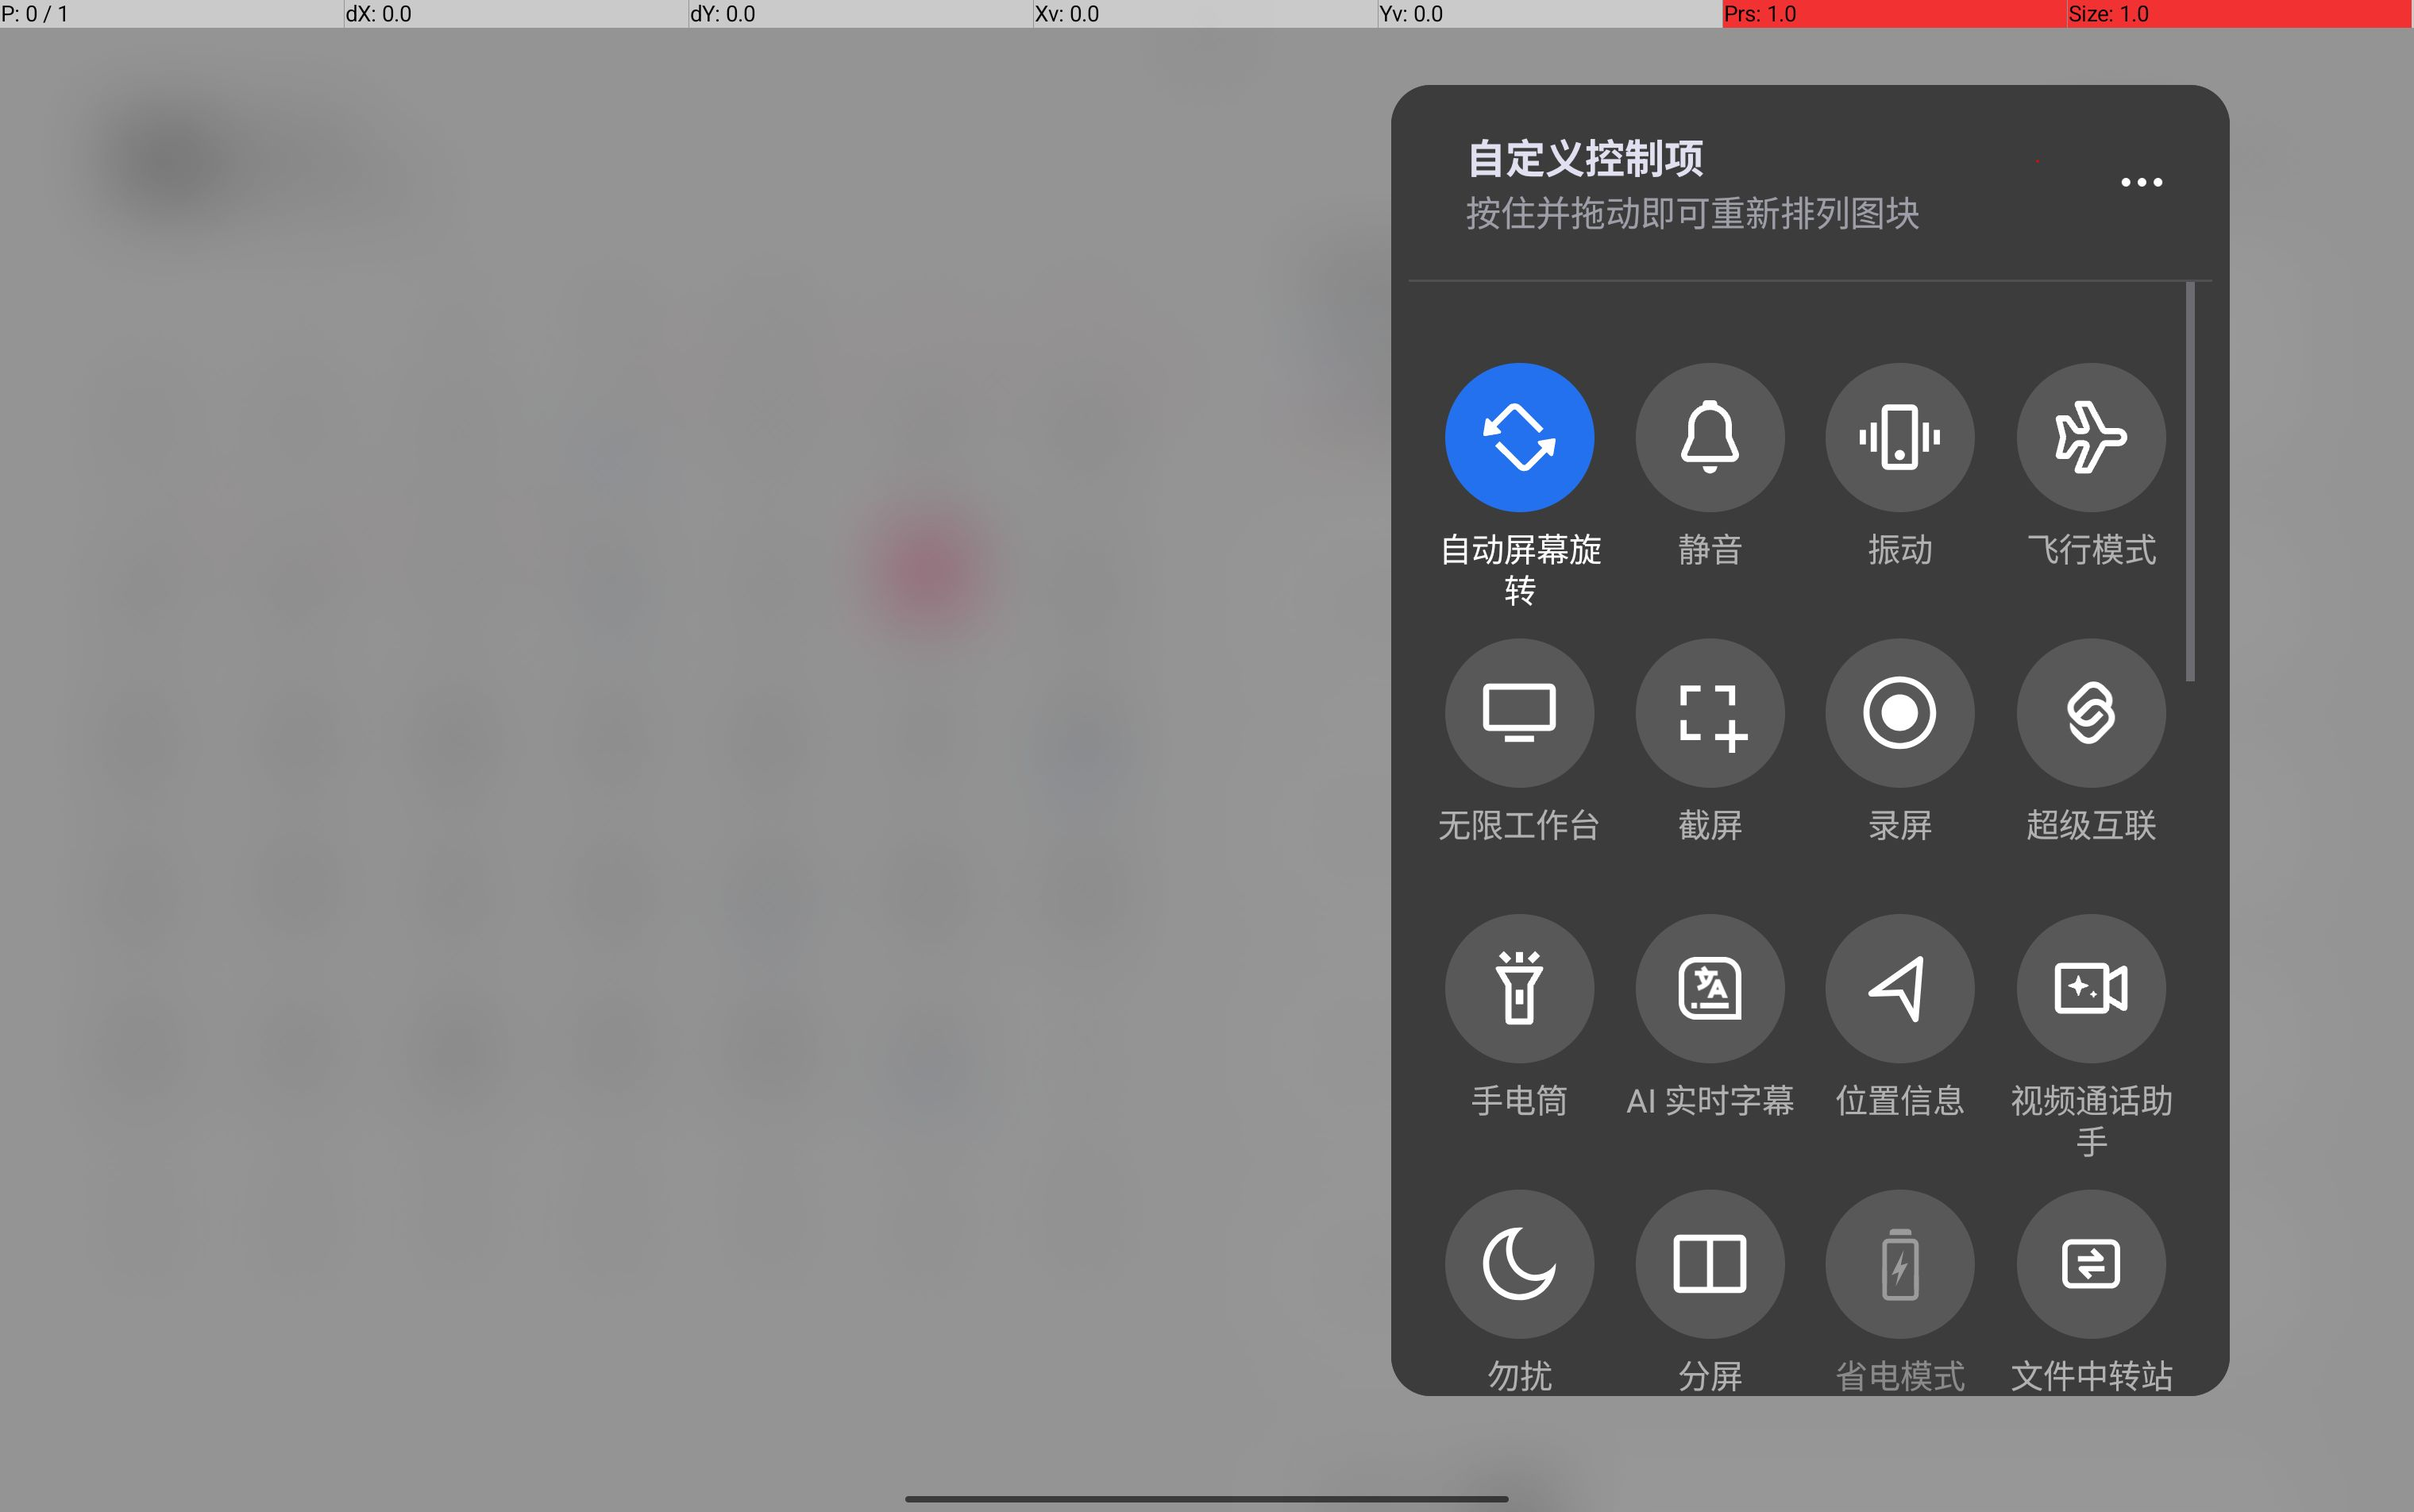 P: 0 / 1 dX: 0.0 dY: 0.0 Xv: 0.0 Yv: 0.0 Prs: 1.0 Size: 1.0
自定义控制项
按住并拖动即可重新排列图块
自动屏幕旋
转
静音
振动
飞行模式
无限工作台
截屏
录屏
超级互联
手电筒
AI 实时字幕
位置信息
视频通话助
手
勿扰
分屏
省电模式
文件中转站